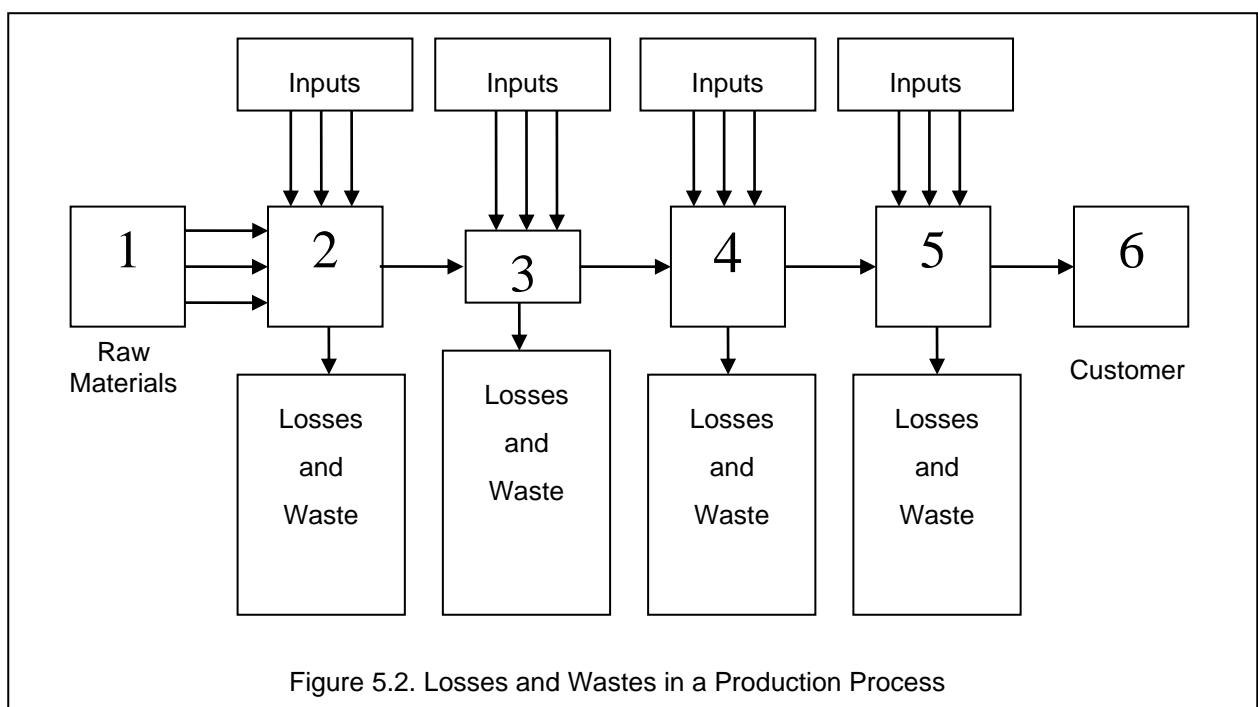 Inputs
Inputs
Inputs
Inputs
1
2
3
4
5
6
Raw
Materials
Customer
Losses
and
Waste
Losses
and
Waste
Losses
and
Waste
Losses
and
Waste
Figure 5.2. Losses and Wastes in a Production Process